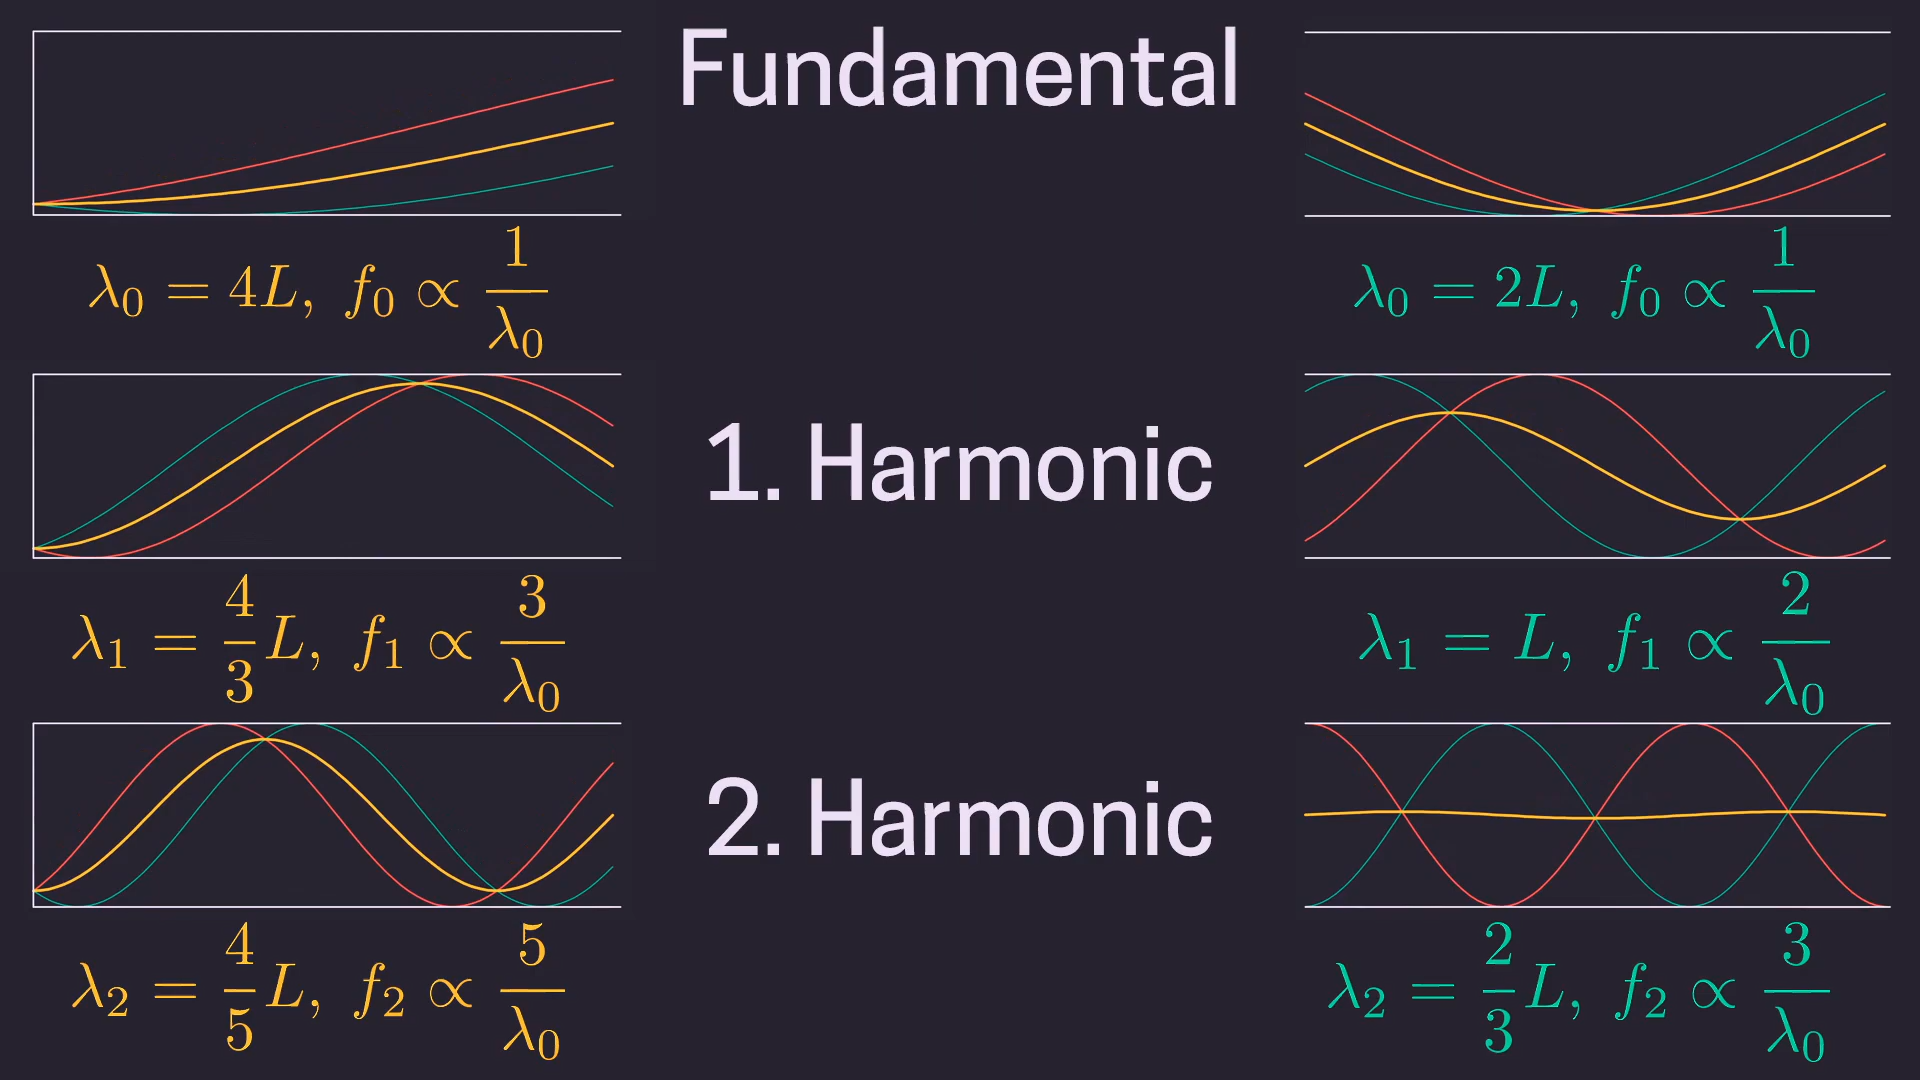 Fundamental
λ₀ = 4L, f₀ ∝ 1/λ₀
λ₀ = 2L, f₀ ∝ 1/λ₀
1. Harmonic
λ₁ = 4/3 L, f₁ ∝ 3/λ₀
λ₁ = L, f₁ ∝ 2/λ₀
2. Harmonic
λ₂ = 4/5 L, f₂ ∝ 5/λ₀
λ₂ = 2/3 L, f₂ ∝ 3/λ₀